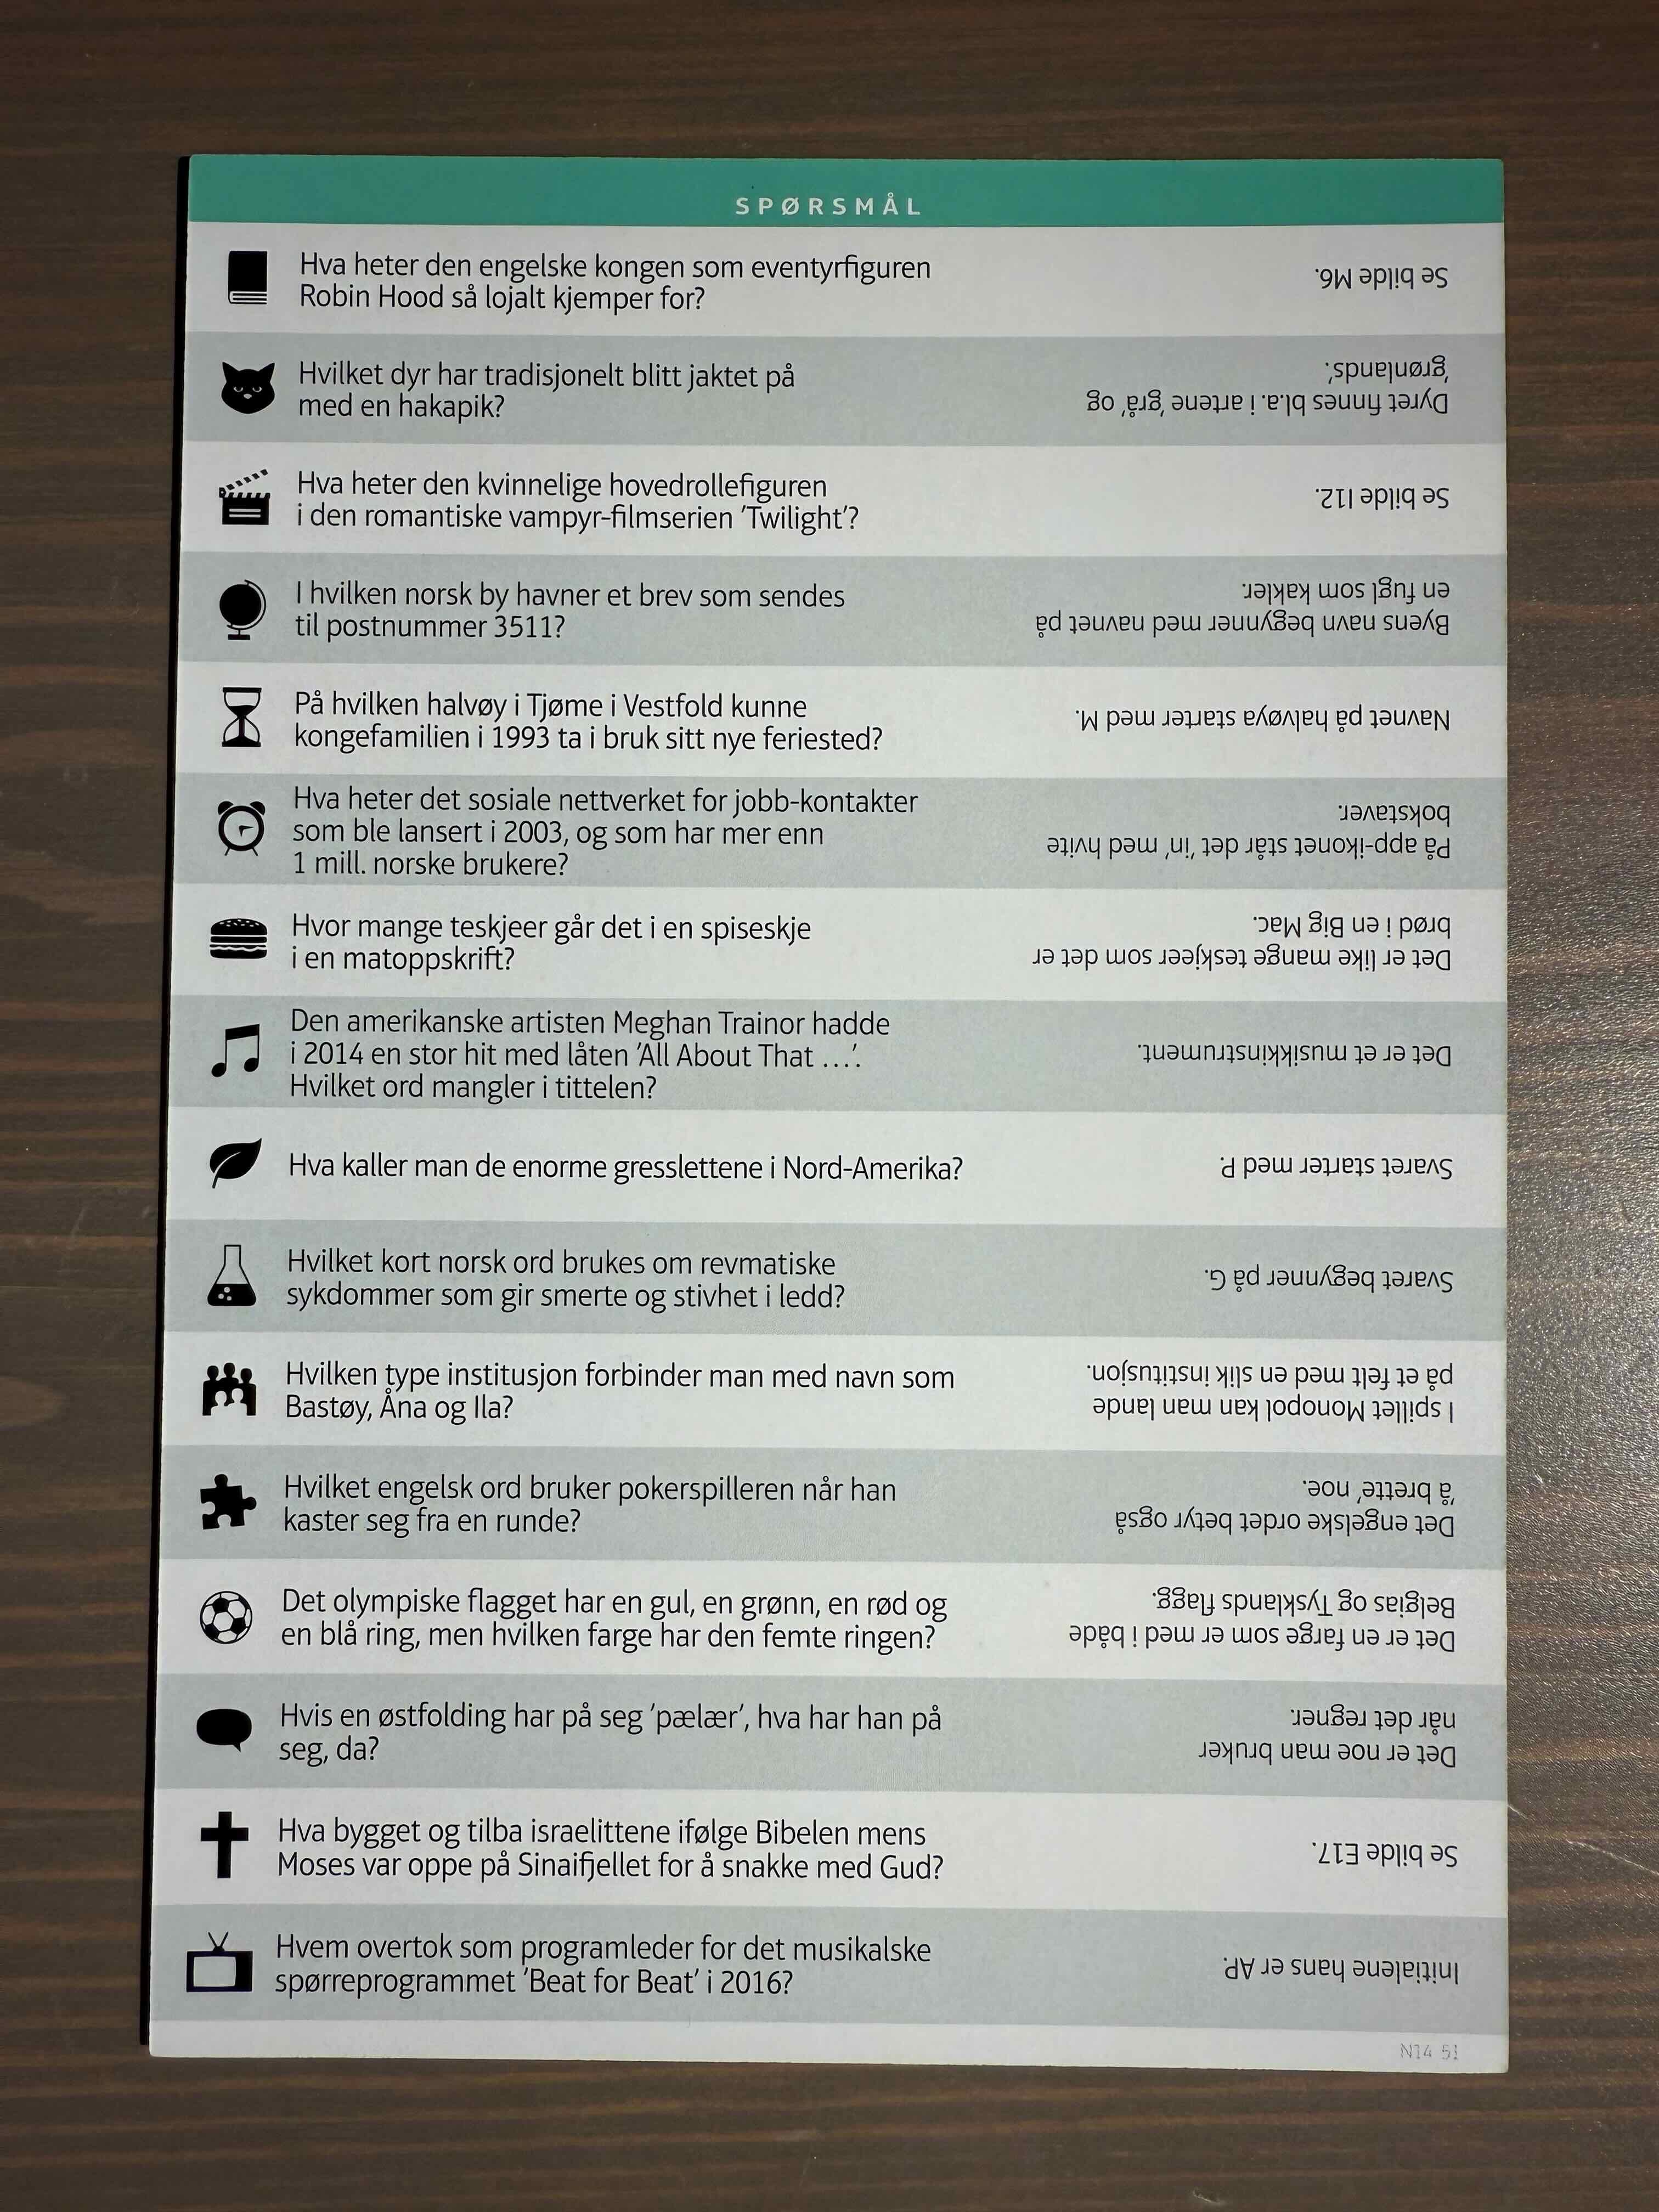 SPØRSMÅL
Hva heter den engelske kongen som eventyrfiguren
Robin Hood så lojalt kjemper for?
Se bilde M6.
Hvilket dyr har tradisjonelt blitt jaktet på
med en hakapik?
Dyret finnes bl.a. i artene 'grå' og
'grønlands'.
Hva heter den kvinnelige hovedrollefiguren
i den romantiske vampyr-filmserien 'Twilight'?
Se bilde I12.
I hvilken norsk by havner et brev som sendes
til postnummer 3511?
Byens navn begynner med navnet på
en fugl som kakler.
På hvilken halvøy i Tjøme i Vestfold kunne
kongefamilien i 1993 ta i bruk sitt nye feriested?
Navnet på halvøya starter med M.
Hva heter det sosiale nettverket for jobb-kontakter
som ble lansert i 2003, og som har mer enn
1 mill. norske brukere?
På app-ikonet står det 'in' med hvite
bokstaver.
Hvor mange teskjeer går det i en spiseskje
i en matoppskrift?
Det er like mange teskjeer som det er
brød i en Big Mac.
Den amerikanske artisten Meghan Trainor hadde
i 2014 en stor hit med låten 'All About That ...'.
Hvilket ord mangler i tittelen?
Det er et musikkinstrument.
Hva kaller man de enorme gresslettene i Nord-Amerika?
Svaret starter med P.
Hvilket kort norsk ord brukes om revmatiske
sykdommer som gir smerte og stivhet i ledd?
Svaret begynner på G.
Hvilken type institusjon forbinder man med navn som
Bastøy, Åna og Ila?
I spillet Monopol kan man lande
på et felt med en slik institusjon.
Hvilket engelsk ord bruker pokerspilleren når han
kaster seg fra en runde?
Det engelske ordet betyr også
'å brette' noe.
Det olympiske flagget har en gul, en grønn, en rød og
en blå ring, men hvilken farge har den femte ringen?
Det er en farge som er med i både
Belgias og Tysklands flagg.
Hvis en østfolding har på seg 'pælær', hva har han på
seg, da?
Det er noe man bruker
når det regner.
Hva bygget og tilba israelittene ifølge Bibelen mens
Moses var oppe på Sinaifjellet for å snakke med Gud?
Se bilde E17.
Hvem overtok som programleder for det musikalske
spørreprogrammet 'Beat for Beat' i 2016?
Initialene hans er AP.
N14 51